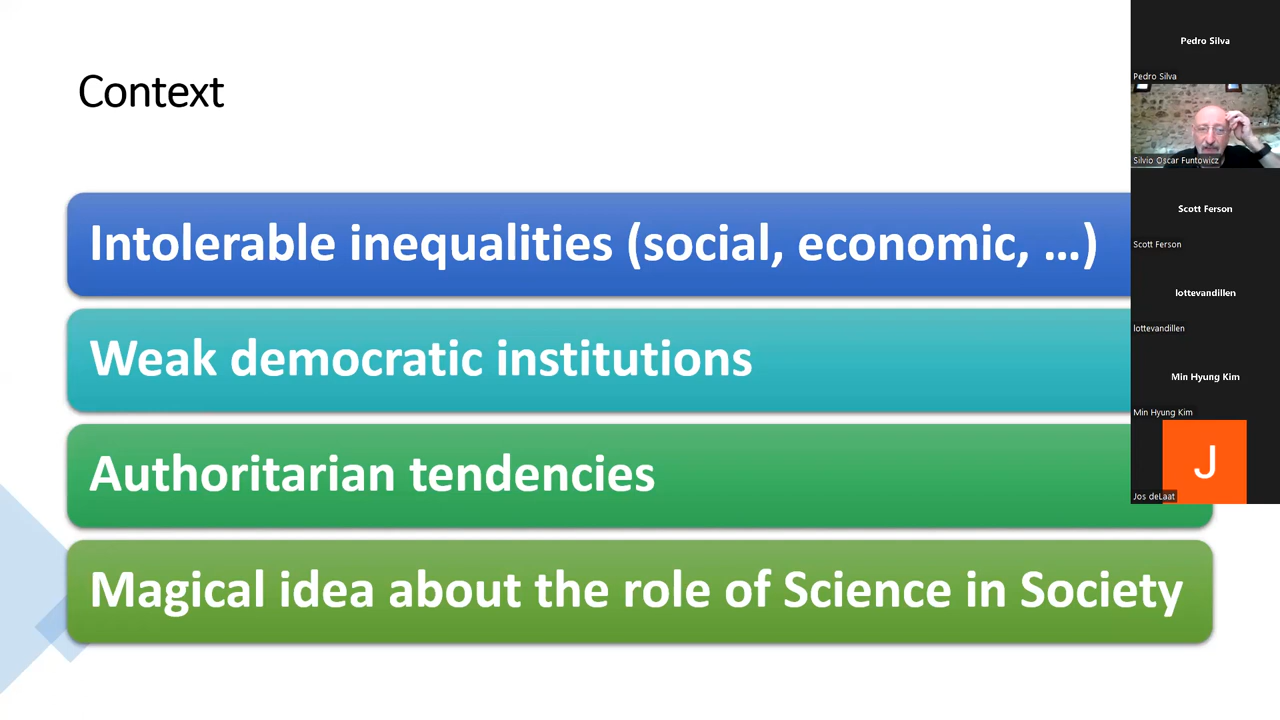 Context
Intolerable inequalities (social, economic, ...)
Weak democratic institutions
Authoritarian tendencies
Magical idea about the role of Science in Society
Pedro Silva
Pedro Silva
Silvio Oscar Funtowicz
Scott Ferson
Scott Ferson
lottevandillen
lottevandillen
Min Hyung Kim
Min Hyung Kim
J
Jos deLaat